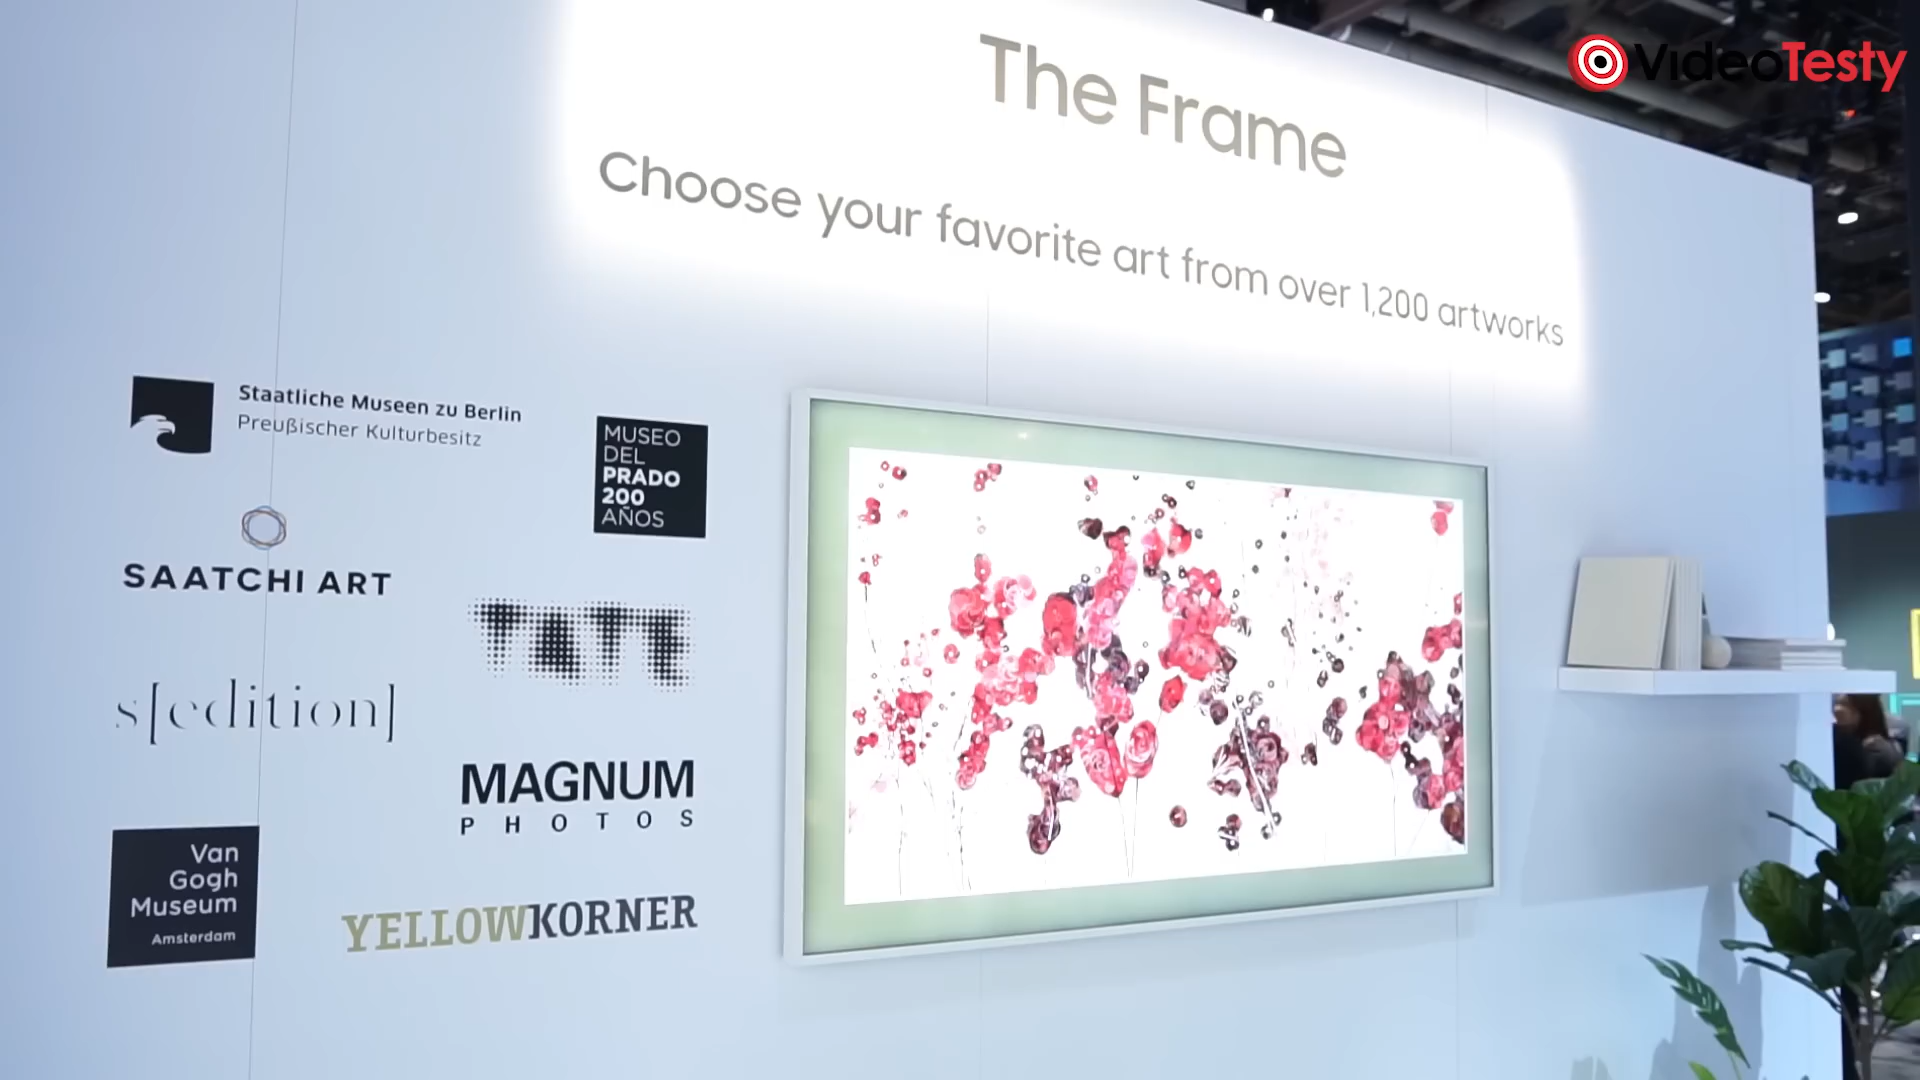 VideoTesty
The Frame
Choose your favorite art from over 1,200 artworks
Staatliche Museen zu Berlin
Preußischer Kulturbesitz
MUSEO
DEL
PRADO
200
AÑOS
SAATCHI ART
TATE
s[edition]
MAGNUM
PHOTOS
Van
Gogh
Museum
Amsterdam
YELLOWKORNER